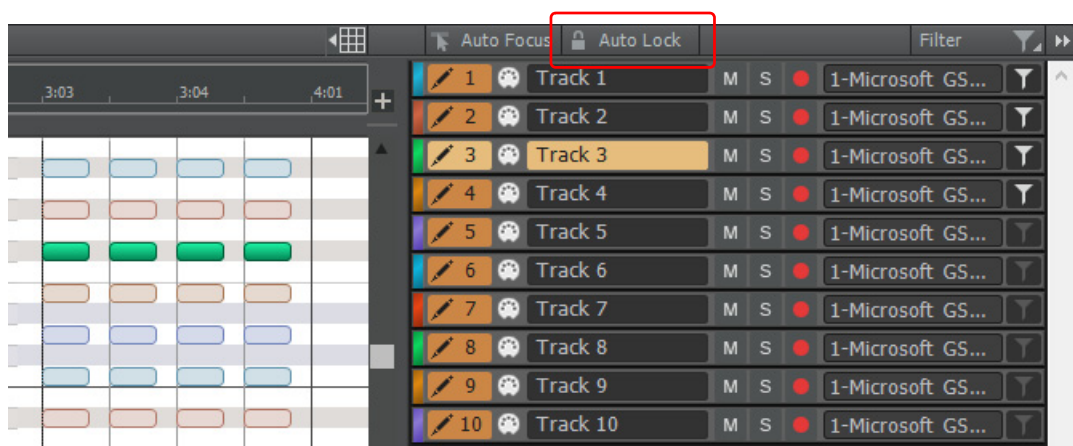 Auto Focus Auto Lock Filter
3:03 3:04 4:01
1 Track 1 M S 1-Microsoft GS...
2 Track 2 M S 1-Microsoft GS...
3 Track 3 M S 1-Microsoft GS...
4 Track 4 M S 1-Microsoft GS...
5 Track 5 M S 1-Microsoft GS...
6 Track 6 M S 1-Microsoft GS...
7 Track 7 M S 1-Microsoft GS...
8 Track 8 M S 1-Microsoft GS...
9 Track 9 M S 1-Microsoft GS...
10 Track 10 M S 1-Microsoft GS...